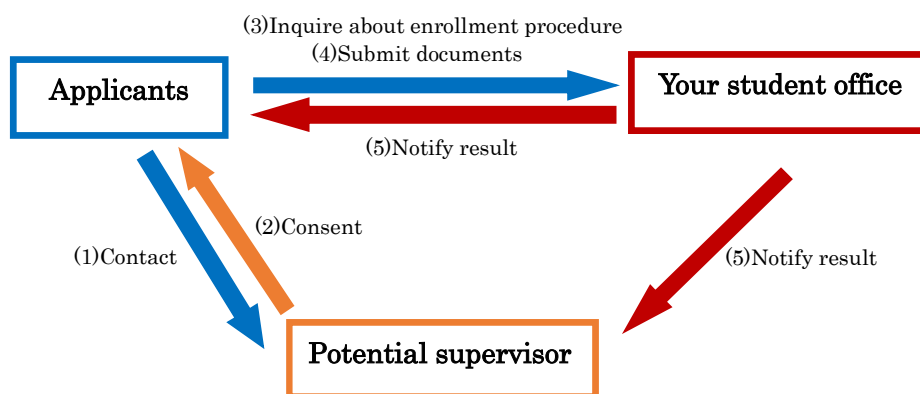 (3)Inquire about enrollment procedure
(4)Submit documents
Applicants
Your student office
(5)Notify result
(2)Consent
(1)Contact
(5)Notify result
Potential supervisor